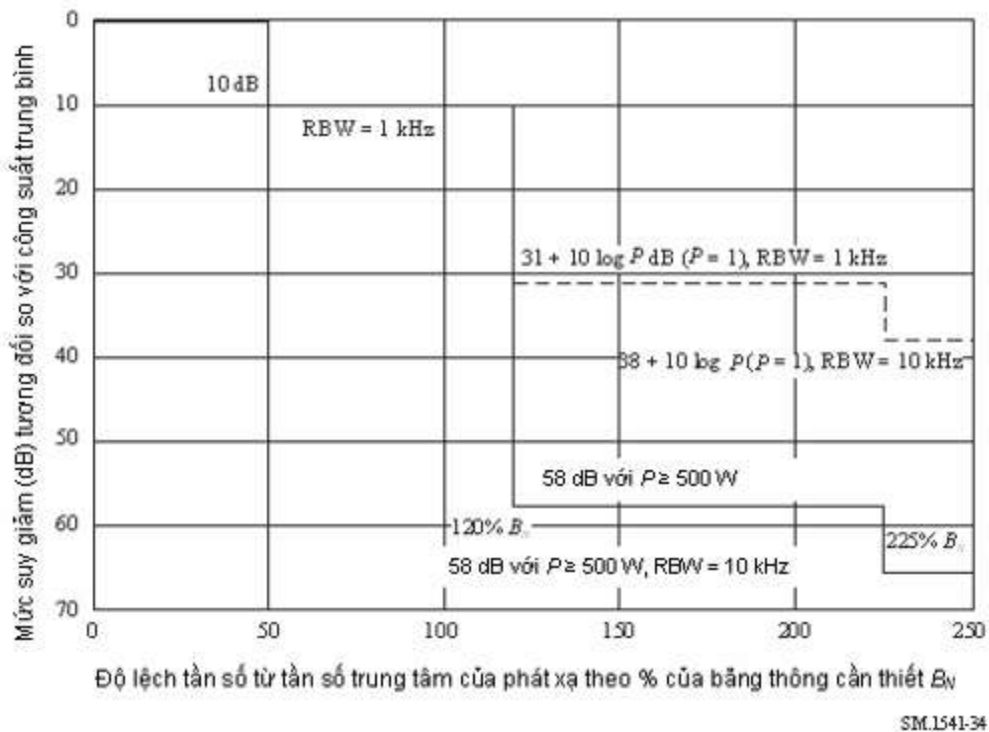 Mức suy giảm (dB) tương đối so với công suất trung bình
0
10
20
30
40
50
60
70
10 dB
RBW = 1 kHz
31 + 10 log P dB (P = 1), RBW = 1 kHz
38 + 10 log P (P = 1), RBW = 10 kHz
58 dB với P ≥ 500 W
120% Bₙ
225% Bₙ
58 dB với P ≥ 500 W, RBW = 10 kHz
0 50 100 150 200 250
Độ lệch tần số từ tần số trung tâm của phát xạ theo % của băng thông cần thiết Bₙ
SM.1541-34